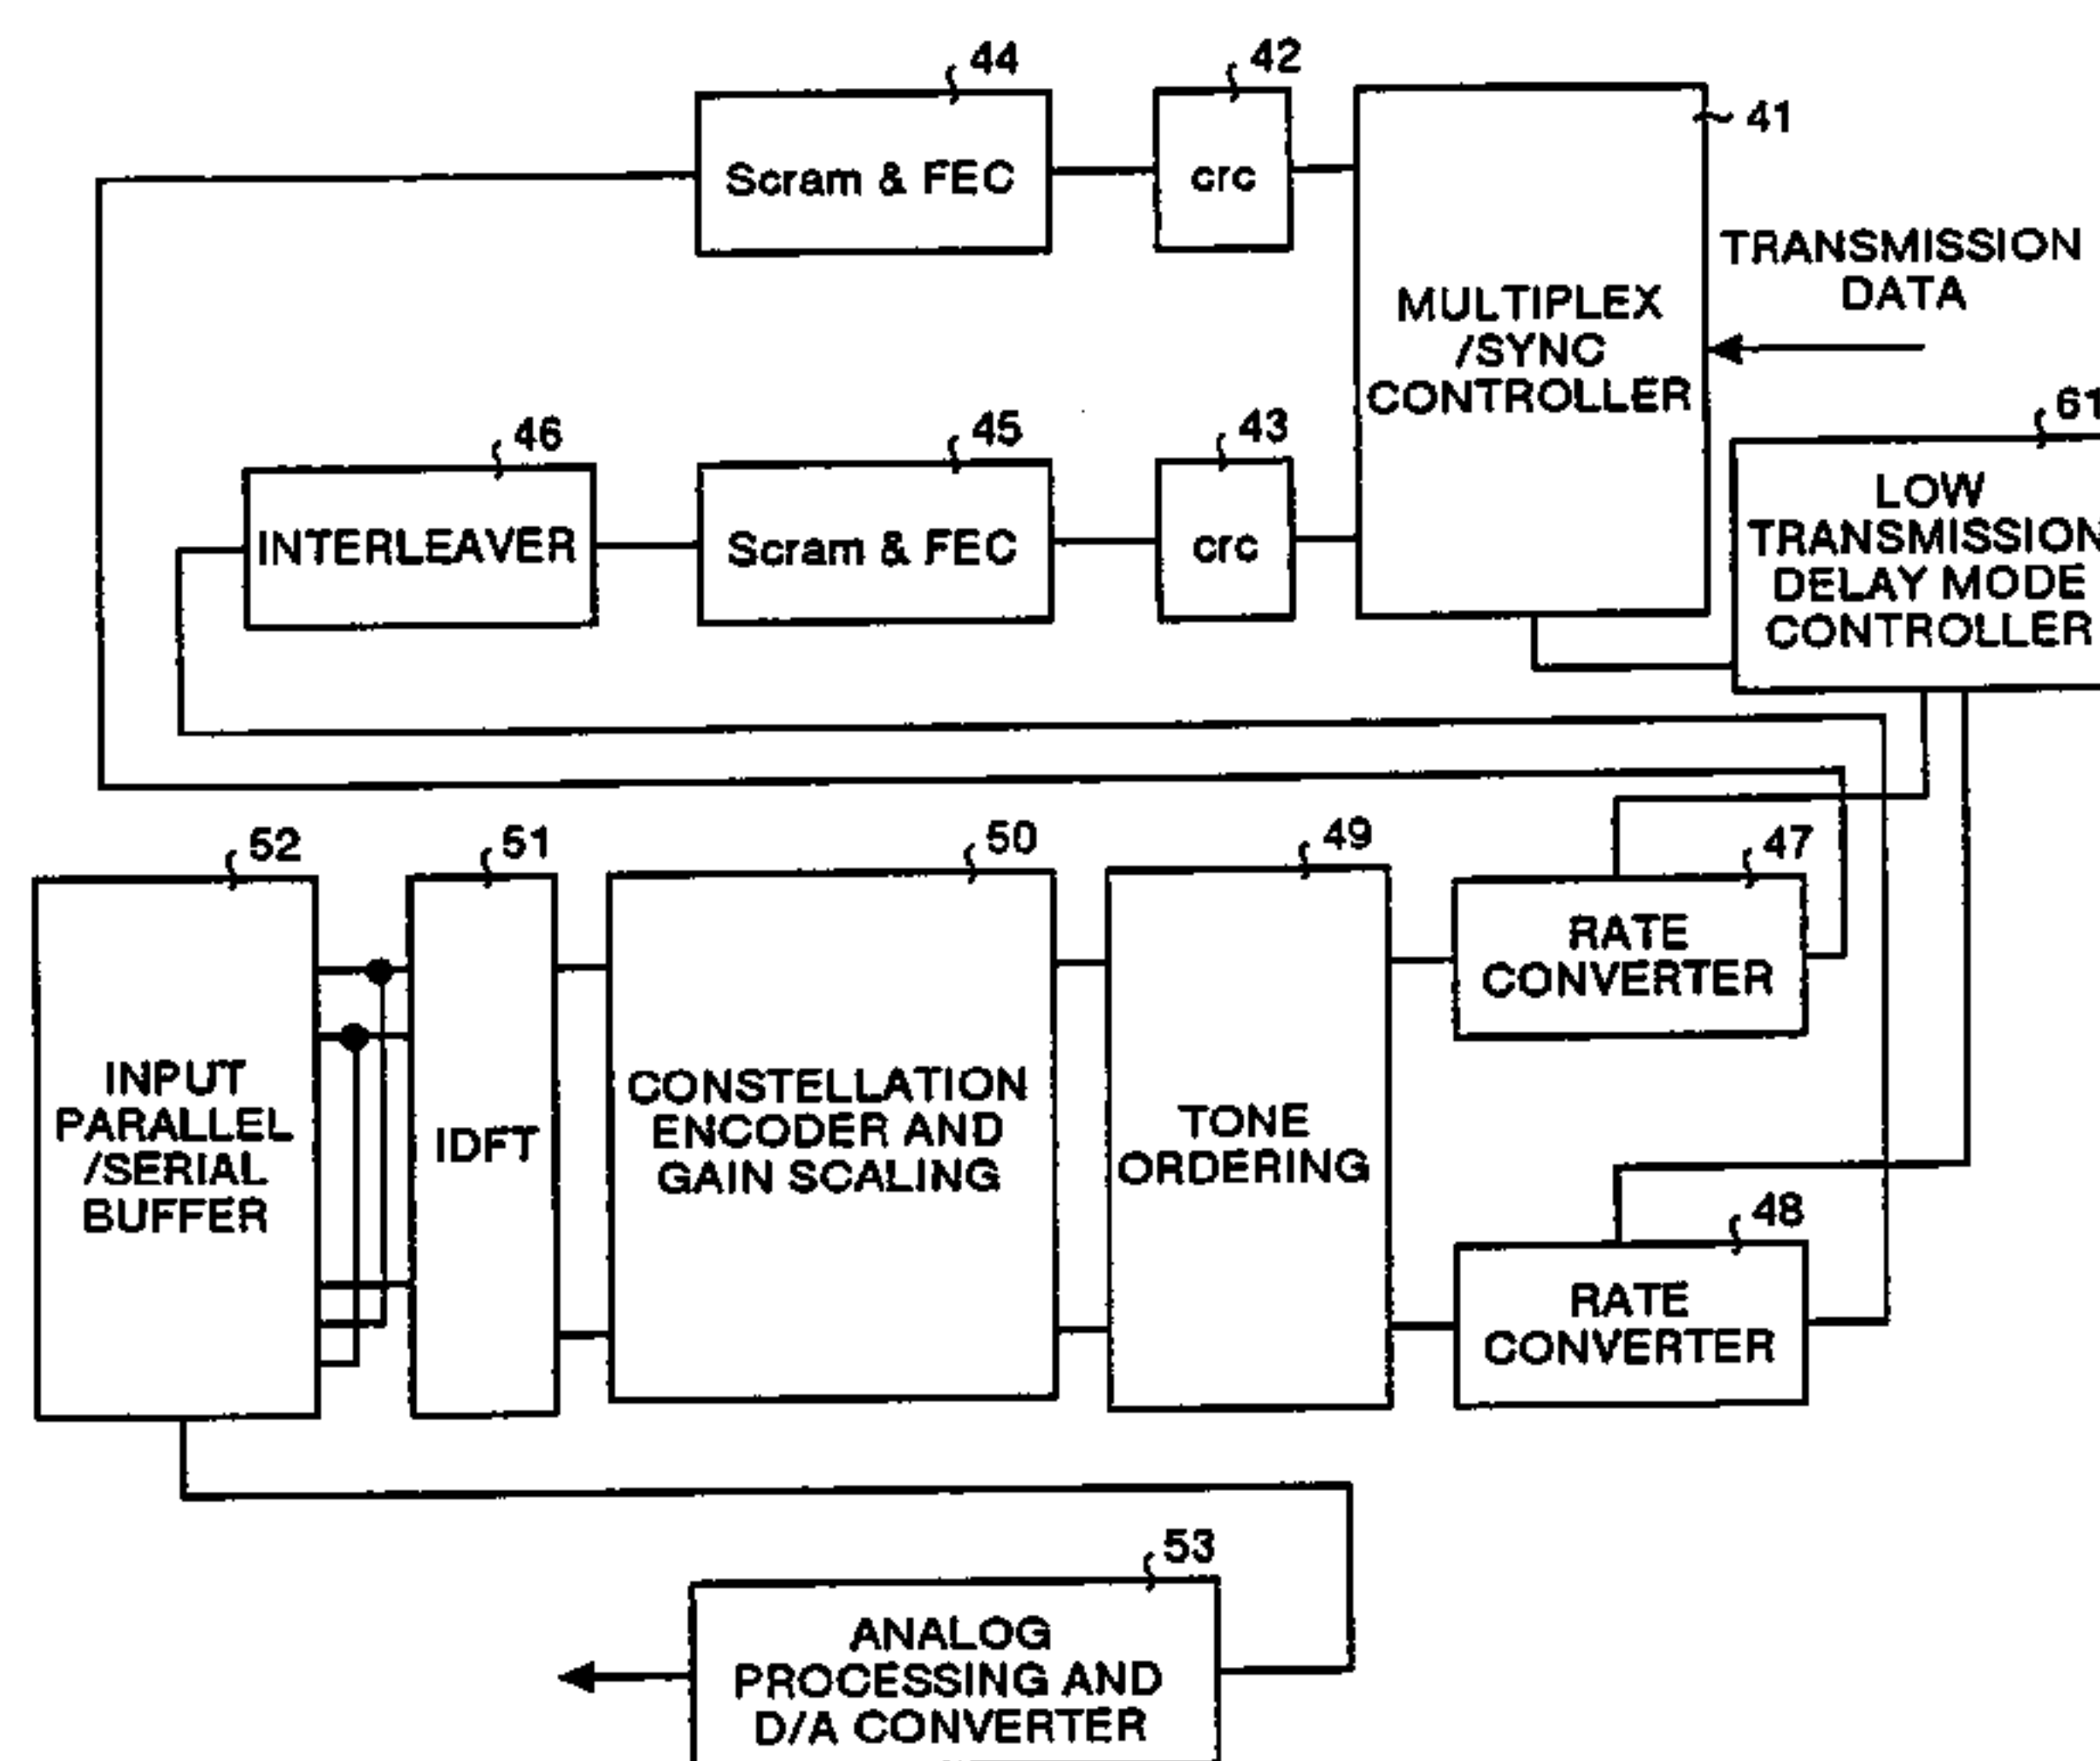 44
42
41
Scram & FEC
crc
TRANSMISSION
DATA
MULTIPLEX
/SYNC
CONTROLLER
46
45
43
61
INTERLEAVER
Scram & FEC
crc
LOW
TRANSMISSION
DELAY MODE
CONTROLLER
52
51
50
49
47
RATE
CONVERTER
INPUT
PARALLEL
/SERIAL
BUFFER
IDFT
CONSTELLATION
ENCODER AND
GAIN SCALING
TONE
ORDERING
48
RATE
CONVERTER
53
ANALOG
PROCESSING AND
D/A CONVERTER